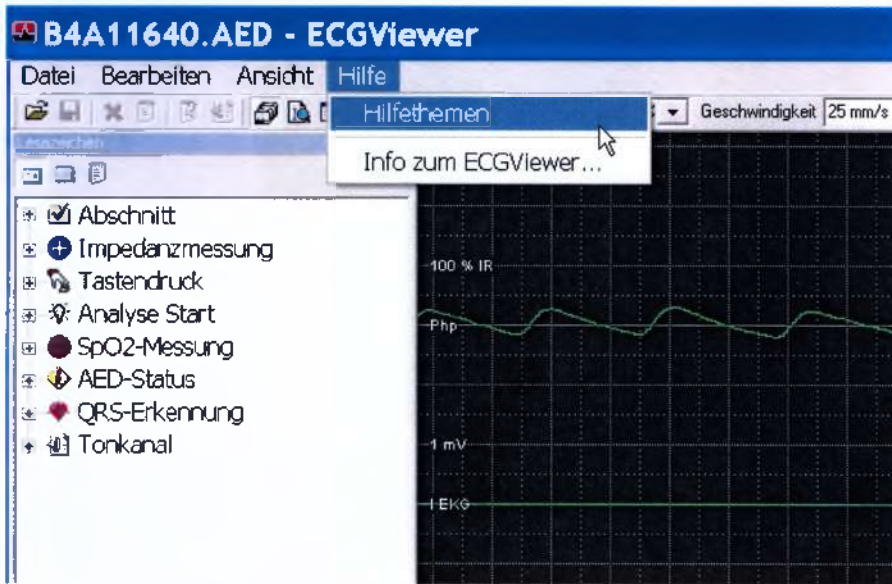 B4A11640.AED - ECGViewer
Datei Bearbeiten Ansicht Hilfe
Hilfethemen
Geschwindigkeit 25 mm/s
Lesezeichen
Info zum ECGViewer...
Abschnitt
Impedanzmessung
Tastendruck
Analyse Start
SpO2-Messung
AED-Status
QRS-Erkennung
Tonkanal
100 % IR
Php
1 mV
I EKG